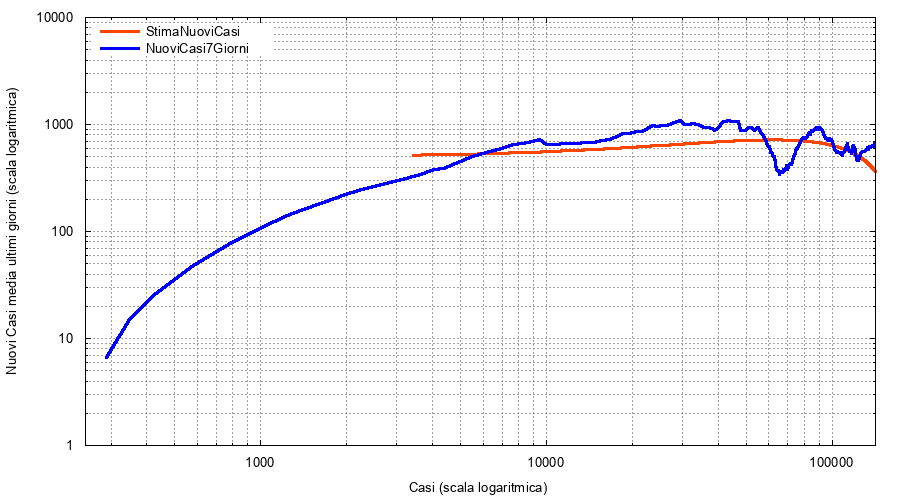 10000
1000
100
10
1
StimaNuoviCasi
NuoviCasi7Giorni
Nuovi Casi media ultimi giorni (scala logaritmica)
1000 10000 100000
Casi (scala logaritmica)